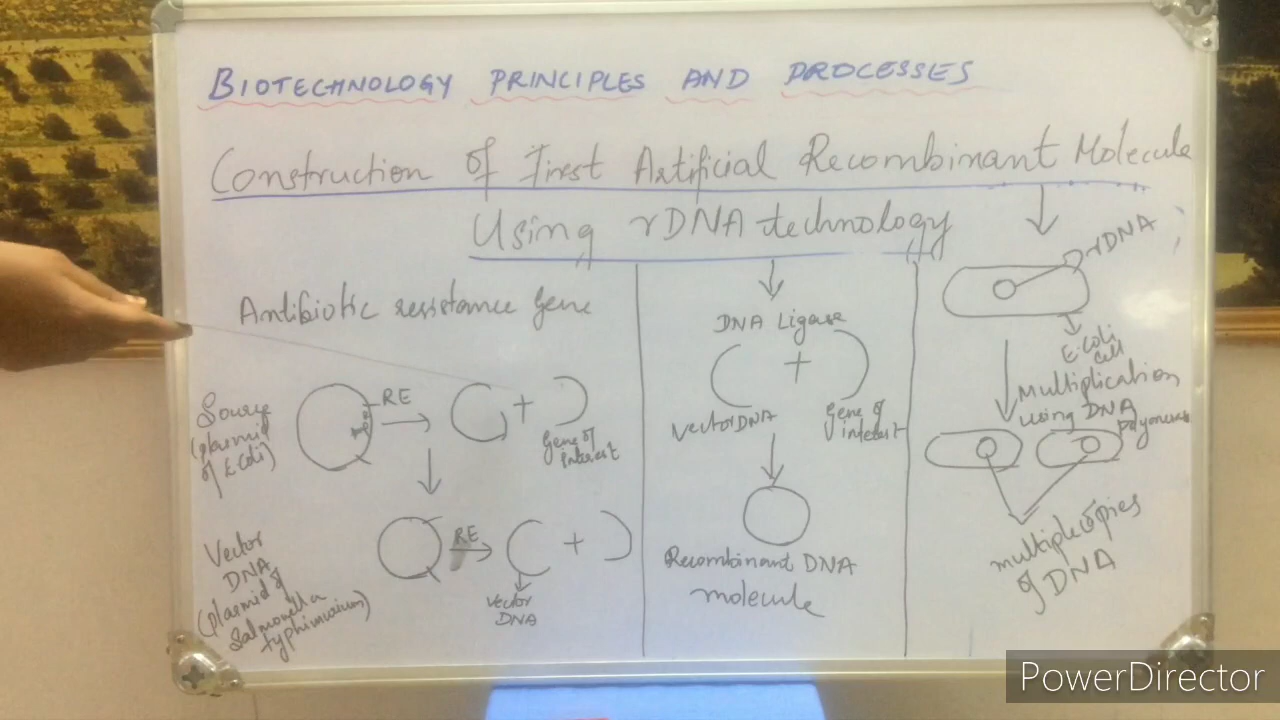 BIOTECHNOLOGY PRINCIPLES AND PROCESSES
Construction of First Artificial Recombinant Molecule
Using rDNA technology
Antibiotic resistance gene
Source
(plasmid
of E.Coli)
RE
+
Gene of
interest
Vector
DNA
(plasmid of
Salmonella
typhimurium)
RE
+
Vector
DNA
DNA Ligase
+
Vector DNA
Gene of
interest
Recombinant DNA
molecule
rDNA
E.Coli
cell
Multiplication
using DNA
multiple copies
of DNA
PowerDirector